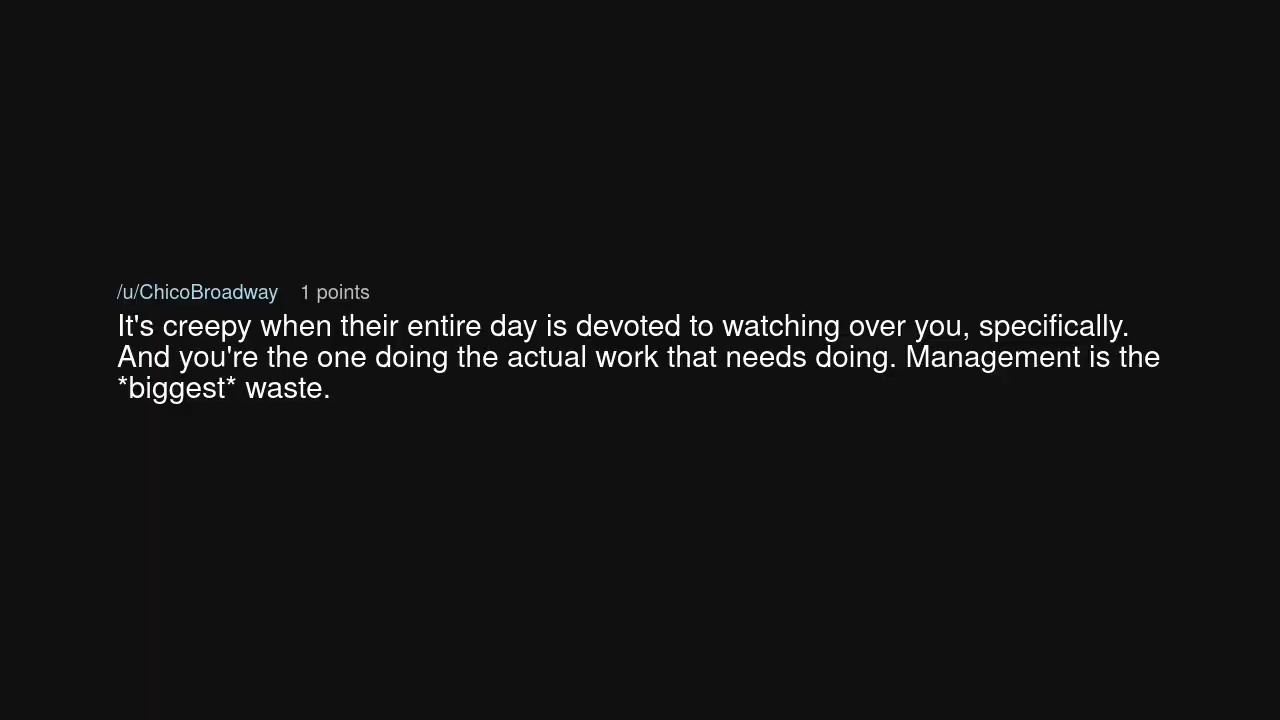 /u/ChicoBroadway 1 points
It's creepy when their entire day is devoted to watching over you, specifically.
And you're the one doing the actual work that needs doing. Management is the
*biggest* waste.